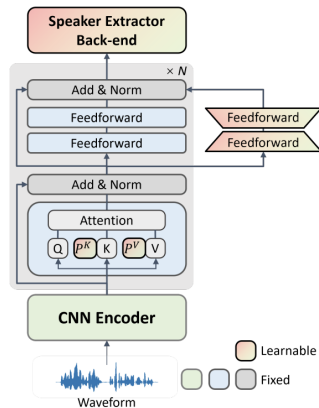 Speaker Extractor
Back-end
× N
Add & Norm
Feedforward
Feedforward
Feedforward
Feedforward
Add & Norm
Attention
Q P^K K P^V V
CNN Encoder
Learnable
Fixed
Waveform